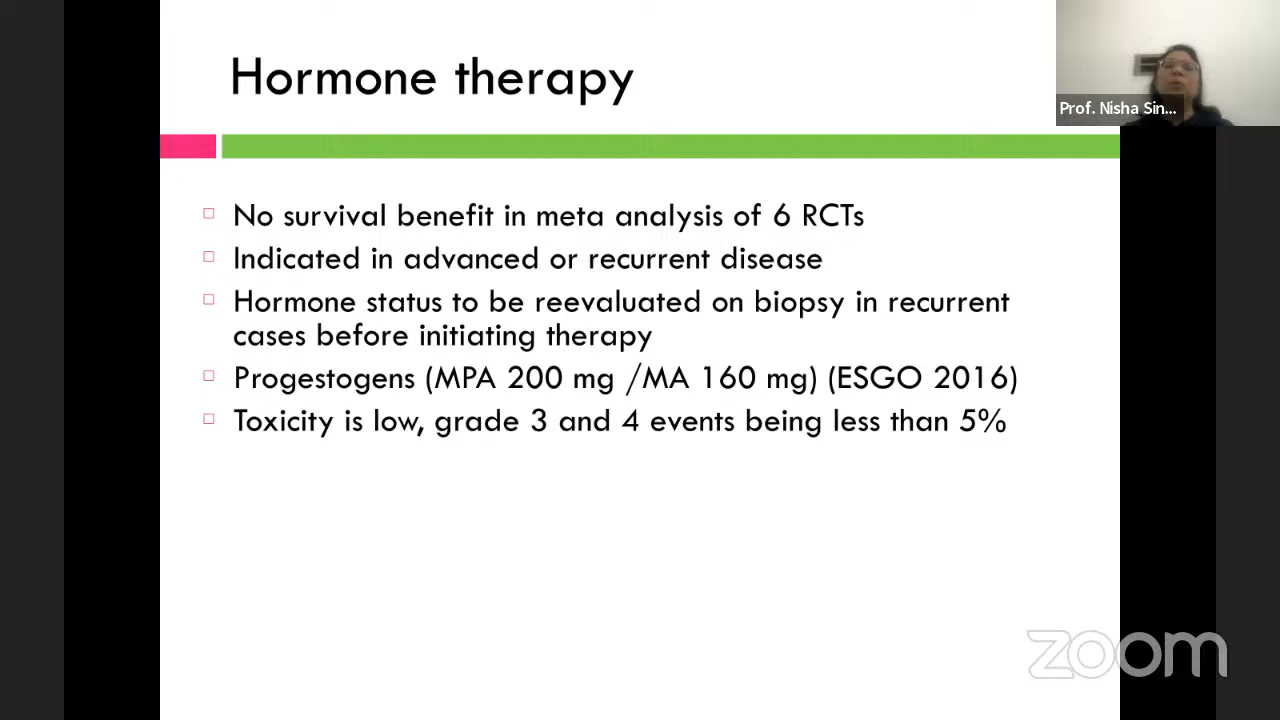 Hormone therapy
Prof. Nisha Sin...
No survival benefit in meta analysis of 6 RCTs
Indicated in advanced or recurrent disease
Hormone status to be reevaluated on biopsy in recurrent
cases before initiating therapy
Progestogens (MPA 200 mg /MA 160 mg) (ESGO 2016)
Toxicity is low, grade 3 and 4 events being less than 5%
zoom